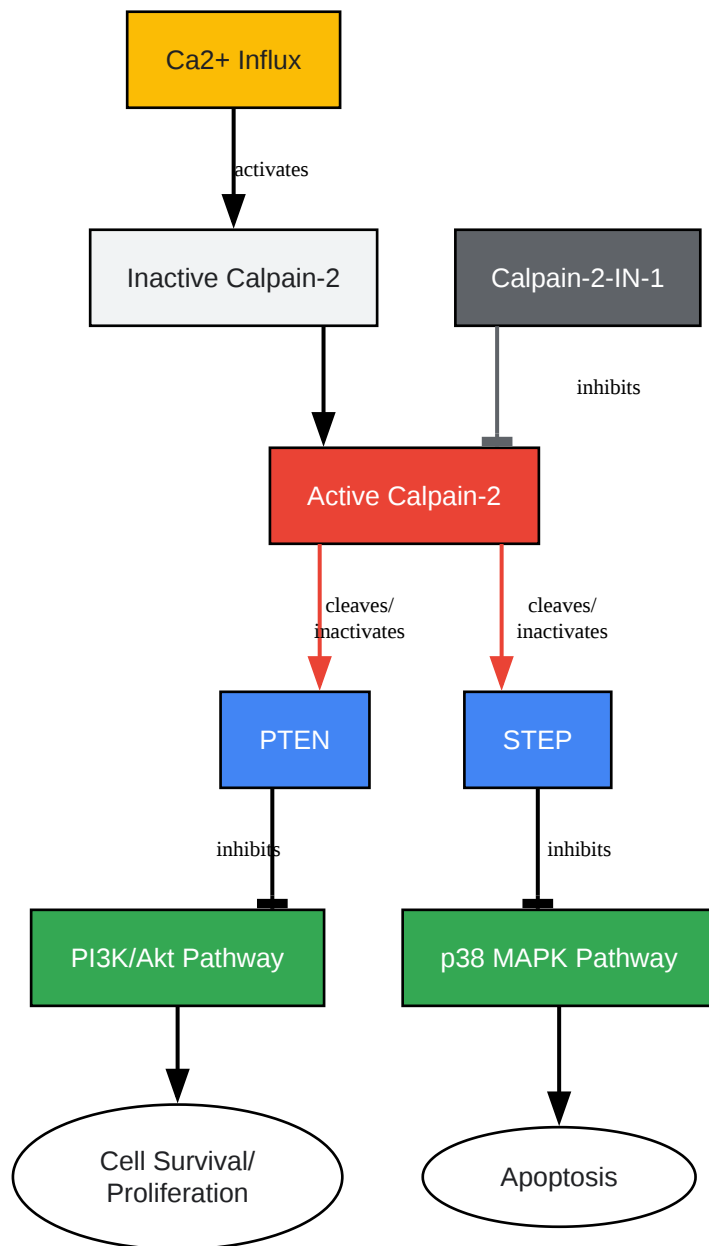 Ca2+ Influx
activates
Inactive Calpain-2
Calpain-2-IN-1
inhibits
Active Calpain-2
cleaves/
inactivates
cleaves/
inactivates
PTEN
STEP
inhibits
inhibits
PI3K/Akt Pathway
p38 MAPK Pathway
Cell Survival/
Proliferation
Apoptosis